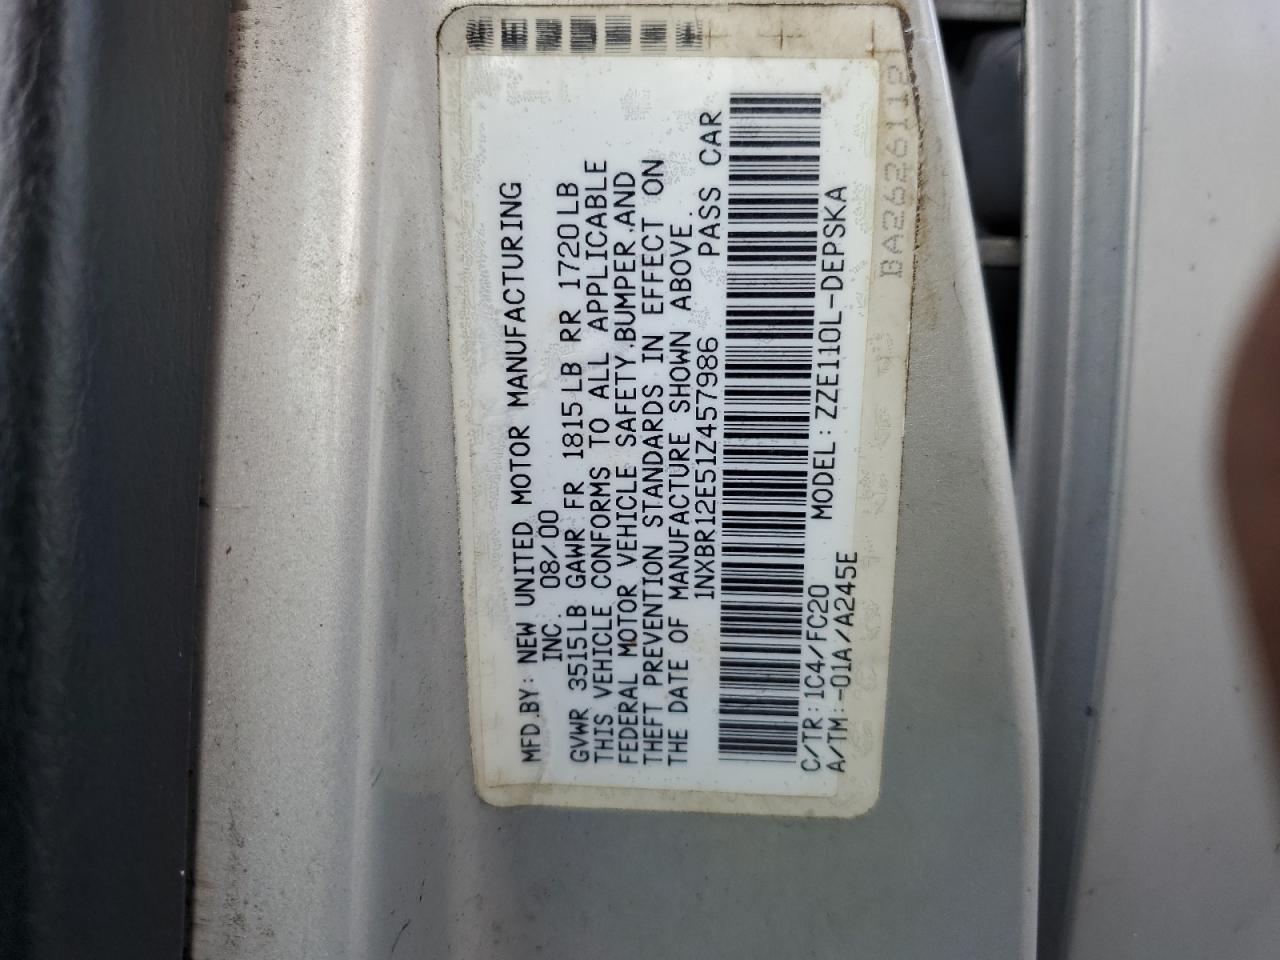 MFD.BY: NEW UNITED MOTOR MANUFACTURING
INC. 08/00
GVWR 3515LB GAWR FR 1815LB RR 1720LB
THIS VEHICLE CONFORMS TO ALL APPLICABLE
FEDERAL MOTOR VEHICLE SAFETY.BUMPER.AND
THEFT PREVENTION STANDARDS IN EFFECT ON
THE DATE OF MANUFACTURE SHOWN ABOVE.
1NXBR12E51Z457986 PASS CAR
C/TR:1C4/FC20 MODEL:ZZE110L-DEPSKA
A/TM:-01A/A245E